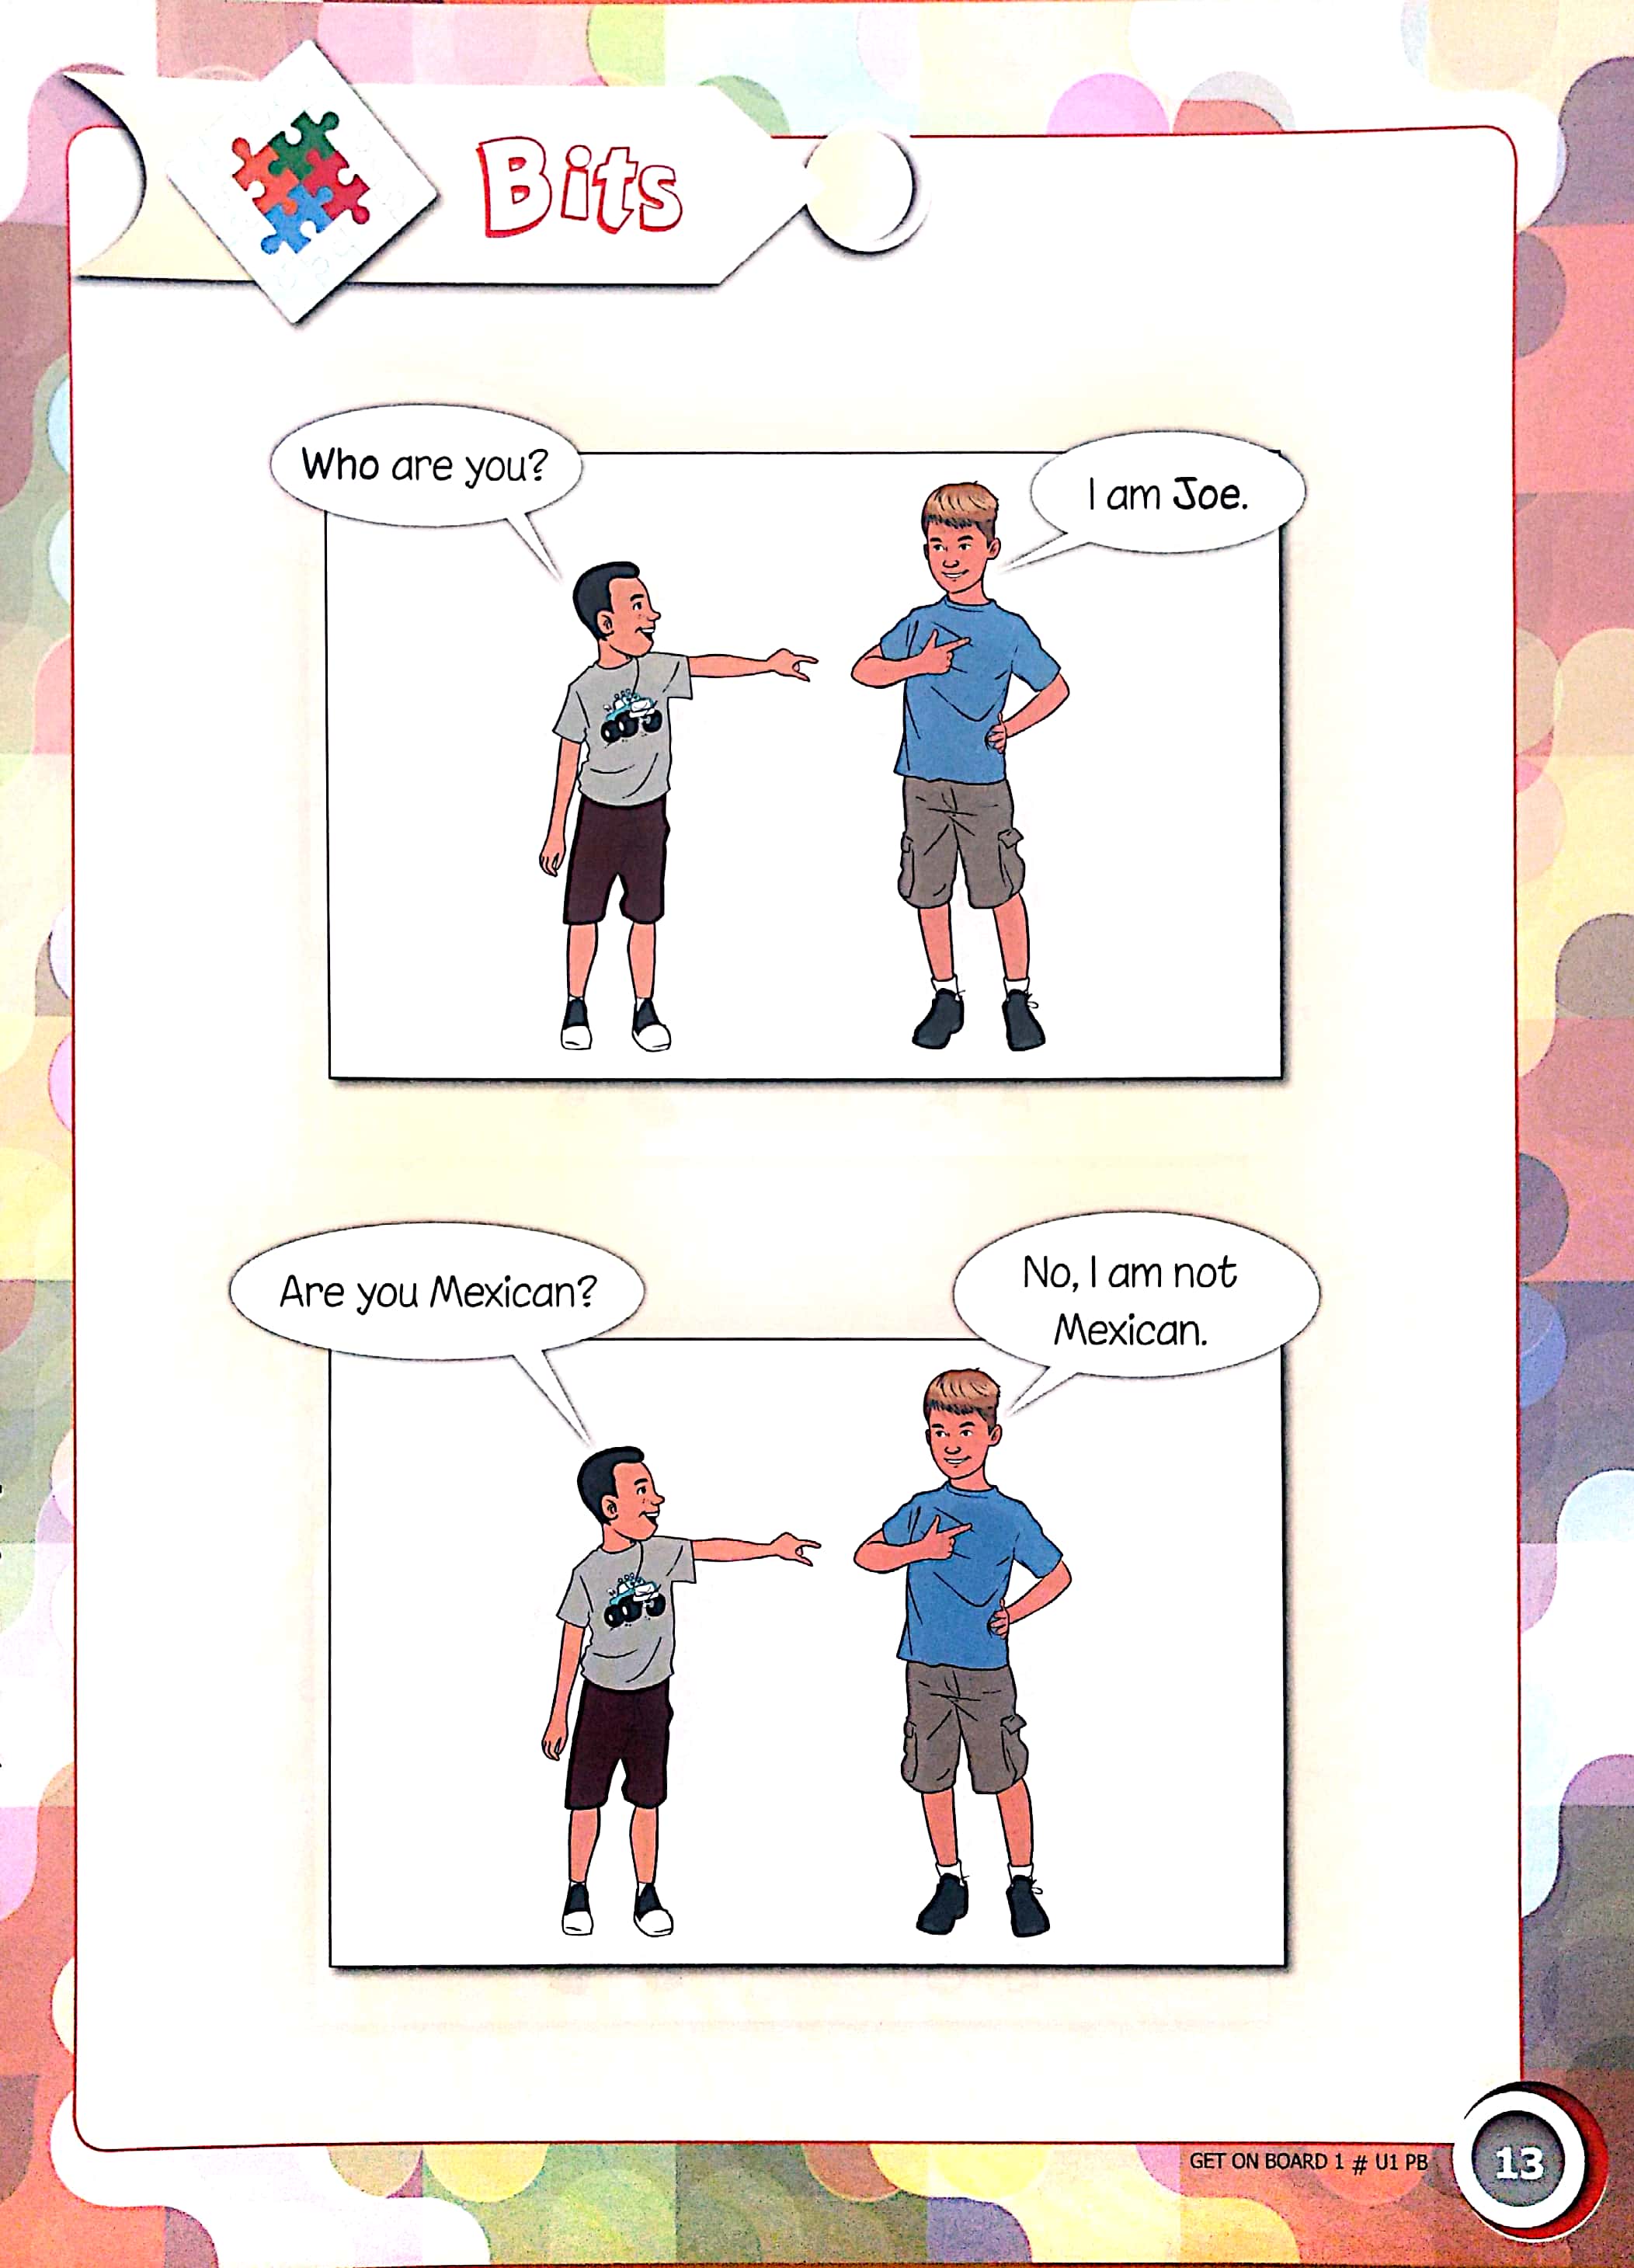 Bits
Who are you?
I am Joe.
Are you Mexican?
No, I am not
Mexican.
GET ON BOARD 1 # U1 PB
13